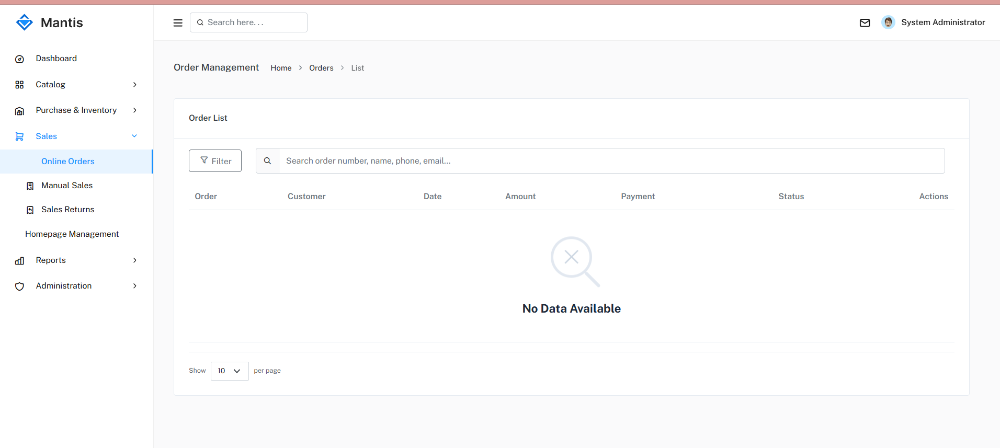 Mantis
Search here. . .
System Administrator
Dashboard
Catalog
Purchase & Inventory
Sales
Online Orders
Manual Sales
Sales Returns
Homepage Management
Reports
Administration
Order Management
Home > Orders > List
Order List
Filter
Search order number, name, phone, email...
Order Customer Date Amount Payment Status Actions
No Data Available
Show 10 per page